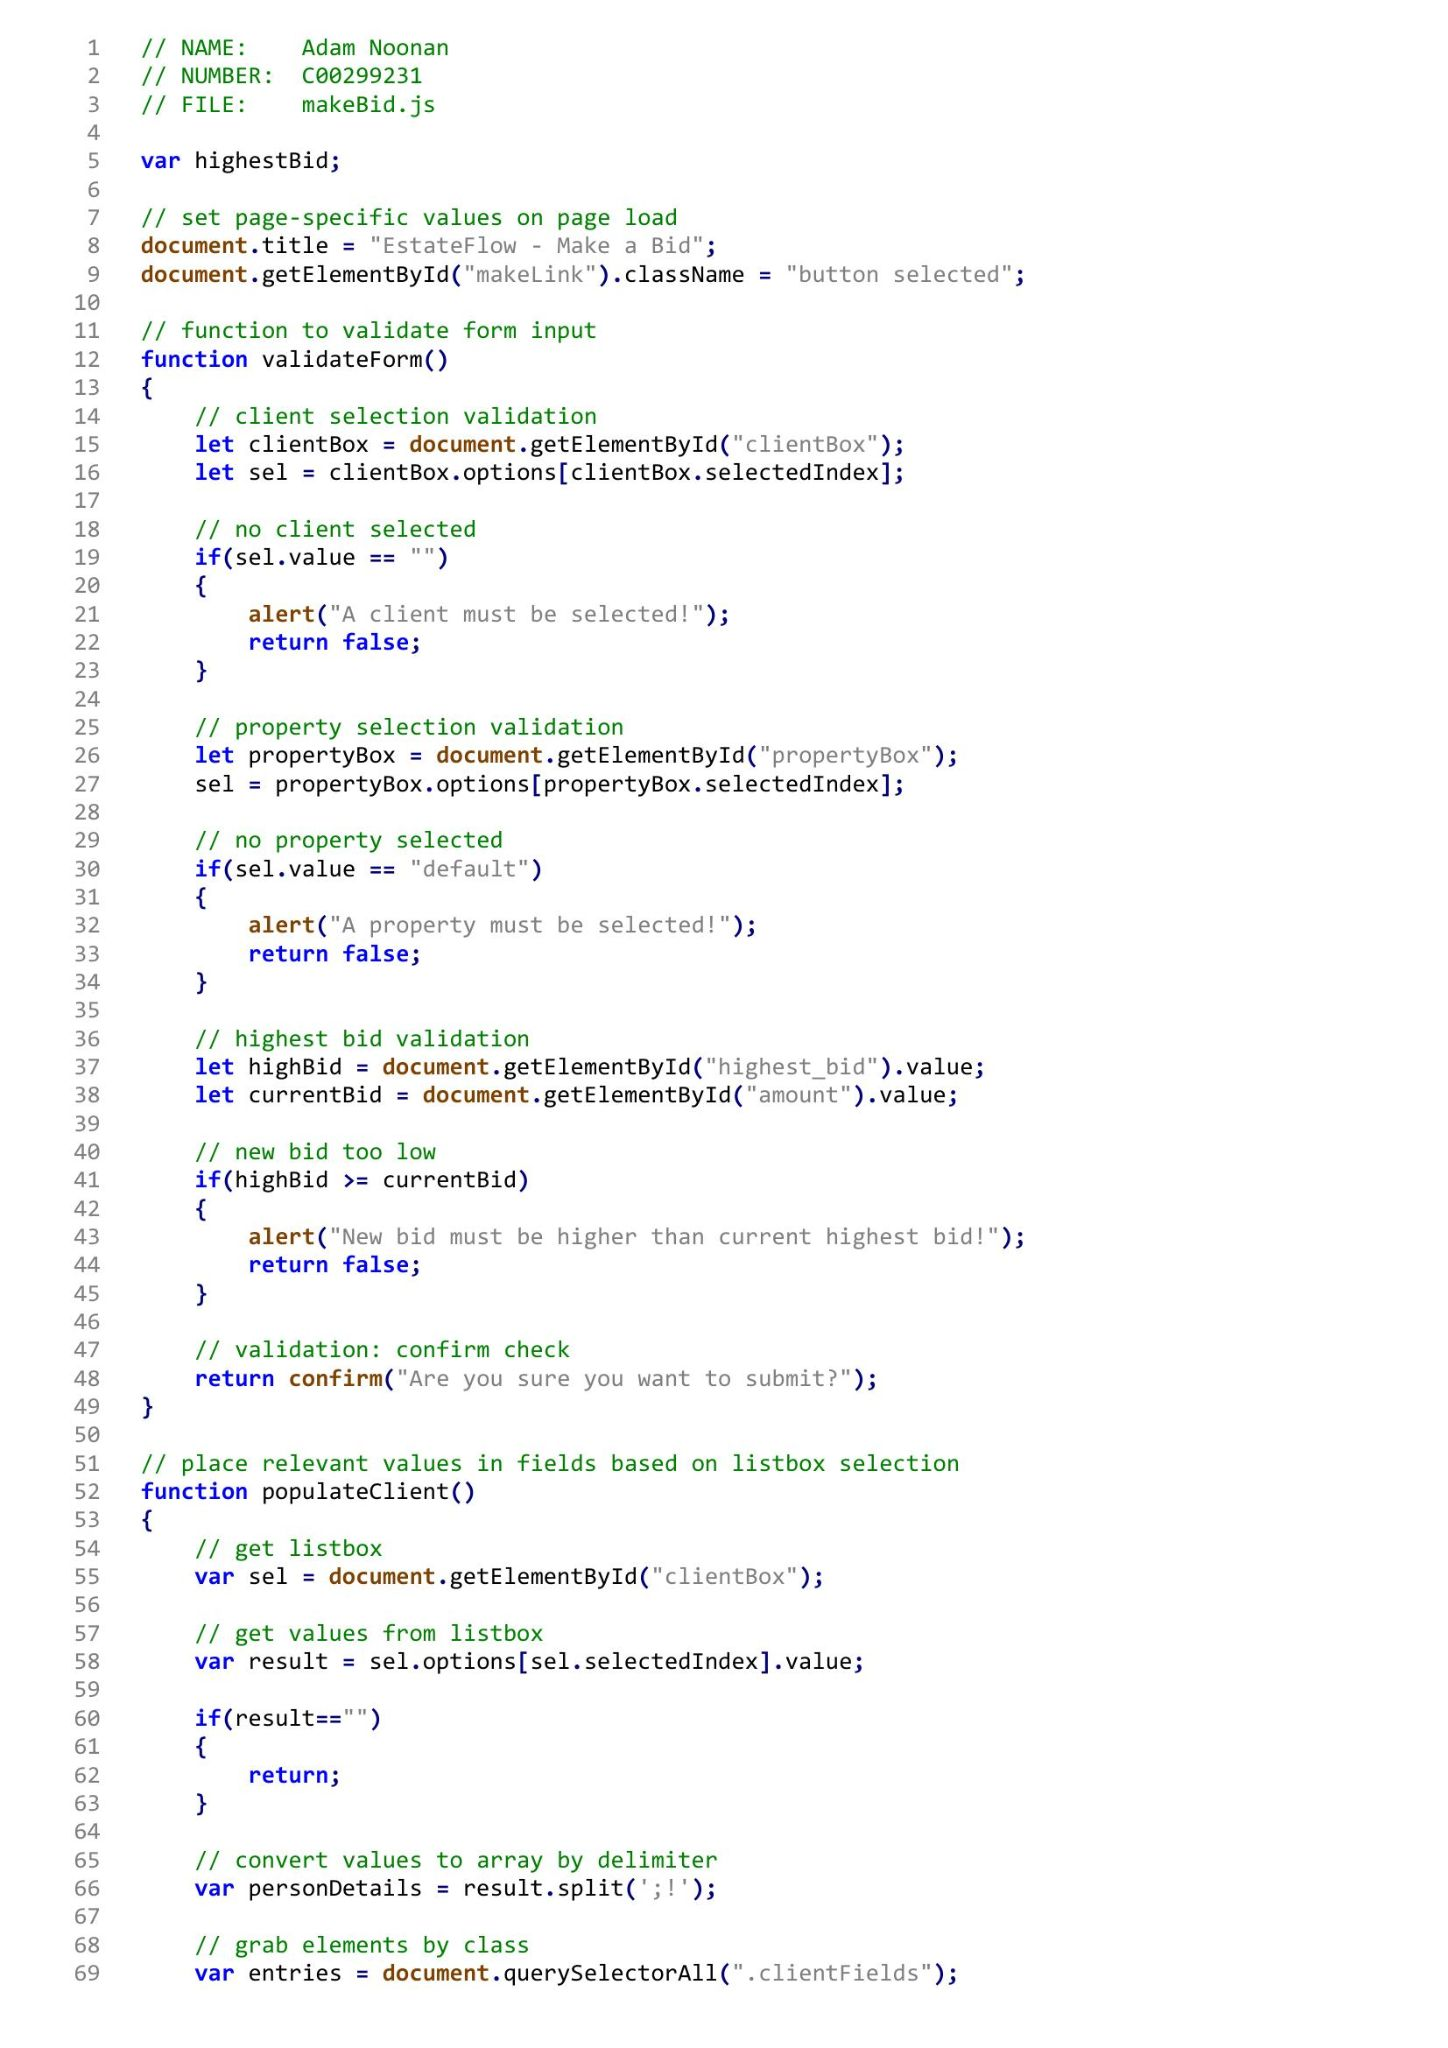 1 // NAME:    Adam Noonan
2 // NUMBER:  C00299231
3 // FILE:    makeBid.js
4
5 var highestBid;
6
7 // set page-specific values on page load
8 document.title = "EstateFlow - Make a Bid";
9 document.getElementById("makeLink").className = "button selected";
10
11 // function to validate form input
12 function validateForm()
13 {
14     // client selection validation
15     let clientBox = document.getElementById("clientBox");
16     let sel = clientBox.options[clientBox.selectedIndex];
17
18     // no client selected
19     if(sel.value == "")
20     {
21         alert("A client must be selected!");
22         return false;
23     }
24
25     // property selection validation
26     let propertyBox = document.getElementById("propertyBox");
27     sel = propertyBox.options[propertyBox.selectedIndex];
28
29     // no property selected
30     if(sel.value == "default")
31     {
32         alert("A property must be selected!");
33         return false;
34     }
35
36     // highest bid validation
37     let highBid = document.getElementById("highest_bid").value;
38     let currentBid = document.getElementById("amount").value;
39
40     // new bid too low
41     if(highBid >= currentBid)
42     {
43         alert("New bid must be higher than current highest bid!");
44         return false;
45     }
46
47     // validation: confirm check
48     return confirm("Are you sure you want to submit?");
49 }
50
51 // place relevant values in fields based on listbox selection
52 function populateClient()
53 {
54     // get listbox
55     var sel = document.getElementById("clientBox");
56
57     // get values from listbox
58     var result = sel.options[sel.selectedIndex].value;
59
60     if(result=="")
61     {
62         return;
63     }
64
65     // convert values to array by delimiter
66     var personDetails = result.split(';!');
67
68     // grab elements by class
69     var entries = document.querySelectorAll(".clientFields");